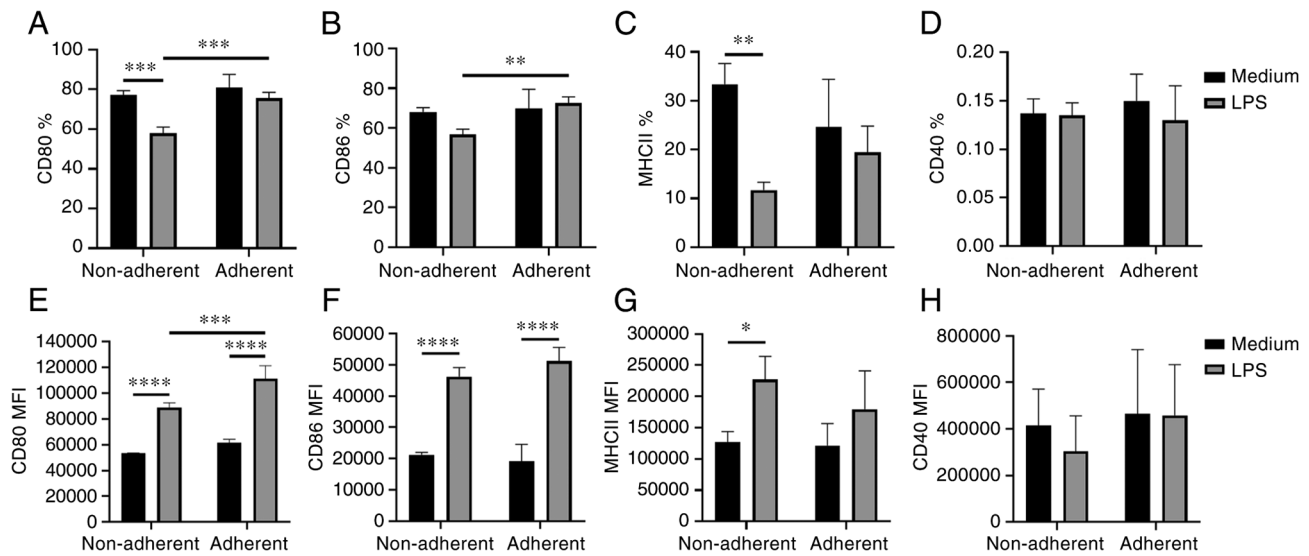 A
CD80 %
100
80
60
40
20
0
***
***
Non-adherent Adherent
B
CD86 %
100
80
60
40
20
0
**
Non-adherent Adherent
C
MHCII %
40
30
20
10
0
**
Non-adherent Adherent
D
CD40 %
0.20
0.15
0.10
0.05
0.00
Non-adherent Adherent
Medium
LPS
E
CD80 MFI
140000
120000
100000
80000
60000
40000
20000
0
***
****
****
Non-adherent Adherent
F
CD86 MFI
60000
50000
40000
30000
20000
10000
0
****
****
Non-adherent Adherent
G
MHCII MFI
300000
250000
200000
150000
100000
50000
0
*
Non-adherent Adherent
H
CD40 MFI
800000
600000
400000
200000
0
Non-adherent Adherent
Medium
LPS